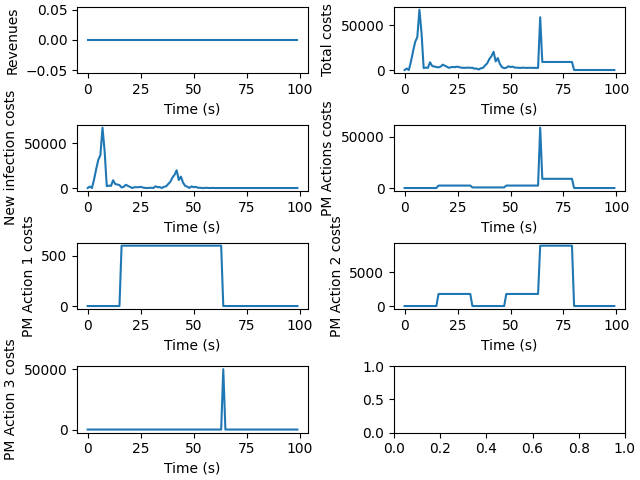 Revenues
0.05
0.00
−0.05
0 25 50 75 100
Time (s)
Total costs
50000
0
0 25 50 75 100
Time (s)
New infection costs
50000
0
0 25 50 75 100
Time (s)
PM Actions costs
50000
0
0 25 50 75 100
Time (s)
PM Action 1 costs
500
0
0 25 50 75 100
Time (s)
PM Action 2 costs
5000
0
0 25 50 75 100
Time (s)
PM Action 3 costs
50000
0
0 25 50 75 100
Time (s)
1.0
0.5
0.0
0.0 0.2 0.4 0.6 0.8 1.0